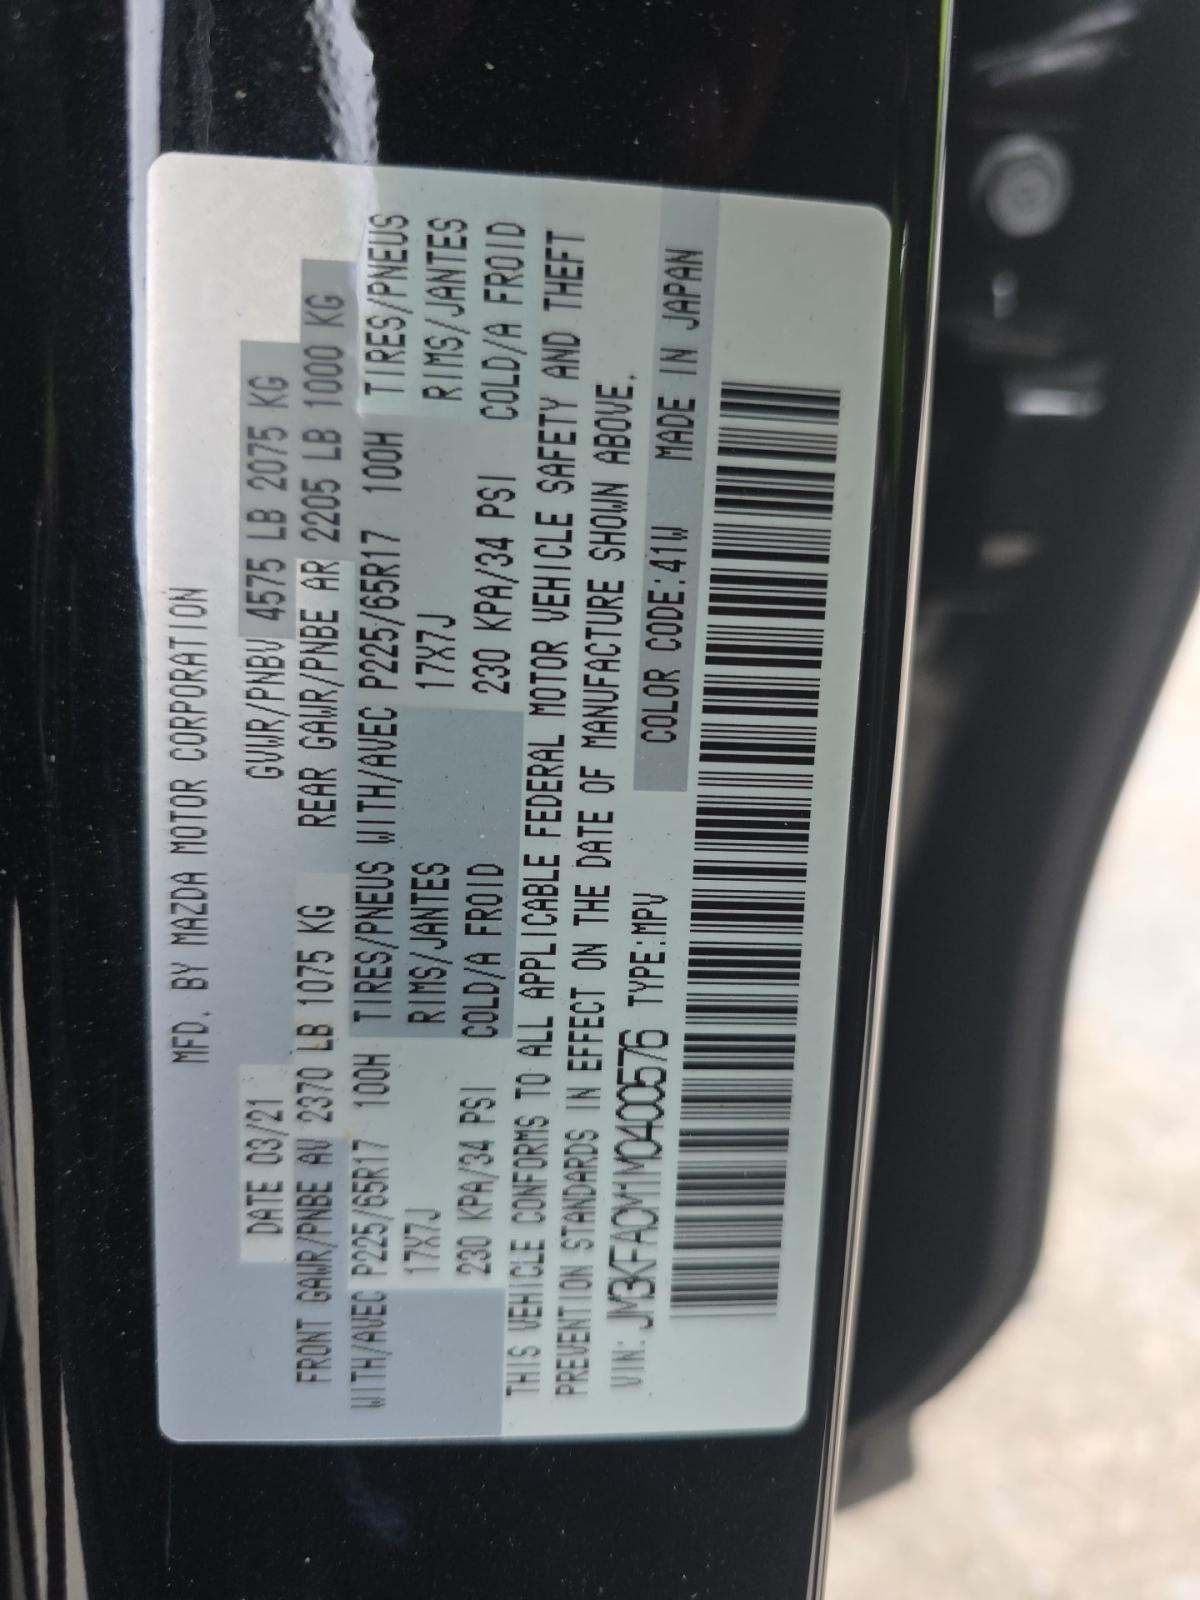 MFD. BY MAZDA MOTOR CORPORATION
DATE 03/21 GVWR/PNBV 4575 LB 2075 KG
FRONT GAWR/PNBE AV 2370 LB 1075 KG REAR GAWR/PNBE AR 2205 LB 1000 KG
WITH/AVEC P225/65R17 100H TIRES/PNEUS WITH/AVEC P225/65R17 100H TIRES/PNEUS
17X7J RIMS/JANTES 17X7J RIMS/JANTES
230 KPA/34 PSI COLD/A FROID 230 KPA/34 PSI COLD/A FROID
THIS VEHICLE CONFORMS TO ALL APPLICABLE FEDERAL MOTOR VEHICLE SAFETY AND THEFT
PREVENTION STANDARDS IN EFFECT ON THE DATE OF MANUFACTURE SHOWN ABOVE.
VIN: JM3KFACM1M0400576 TYPE:MPV COLOR CODE:41W MADE IN JAPAN